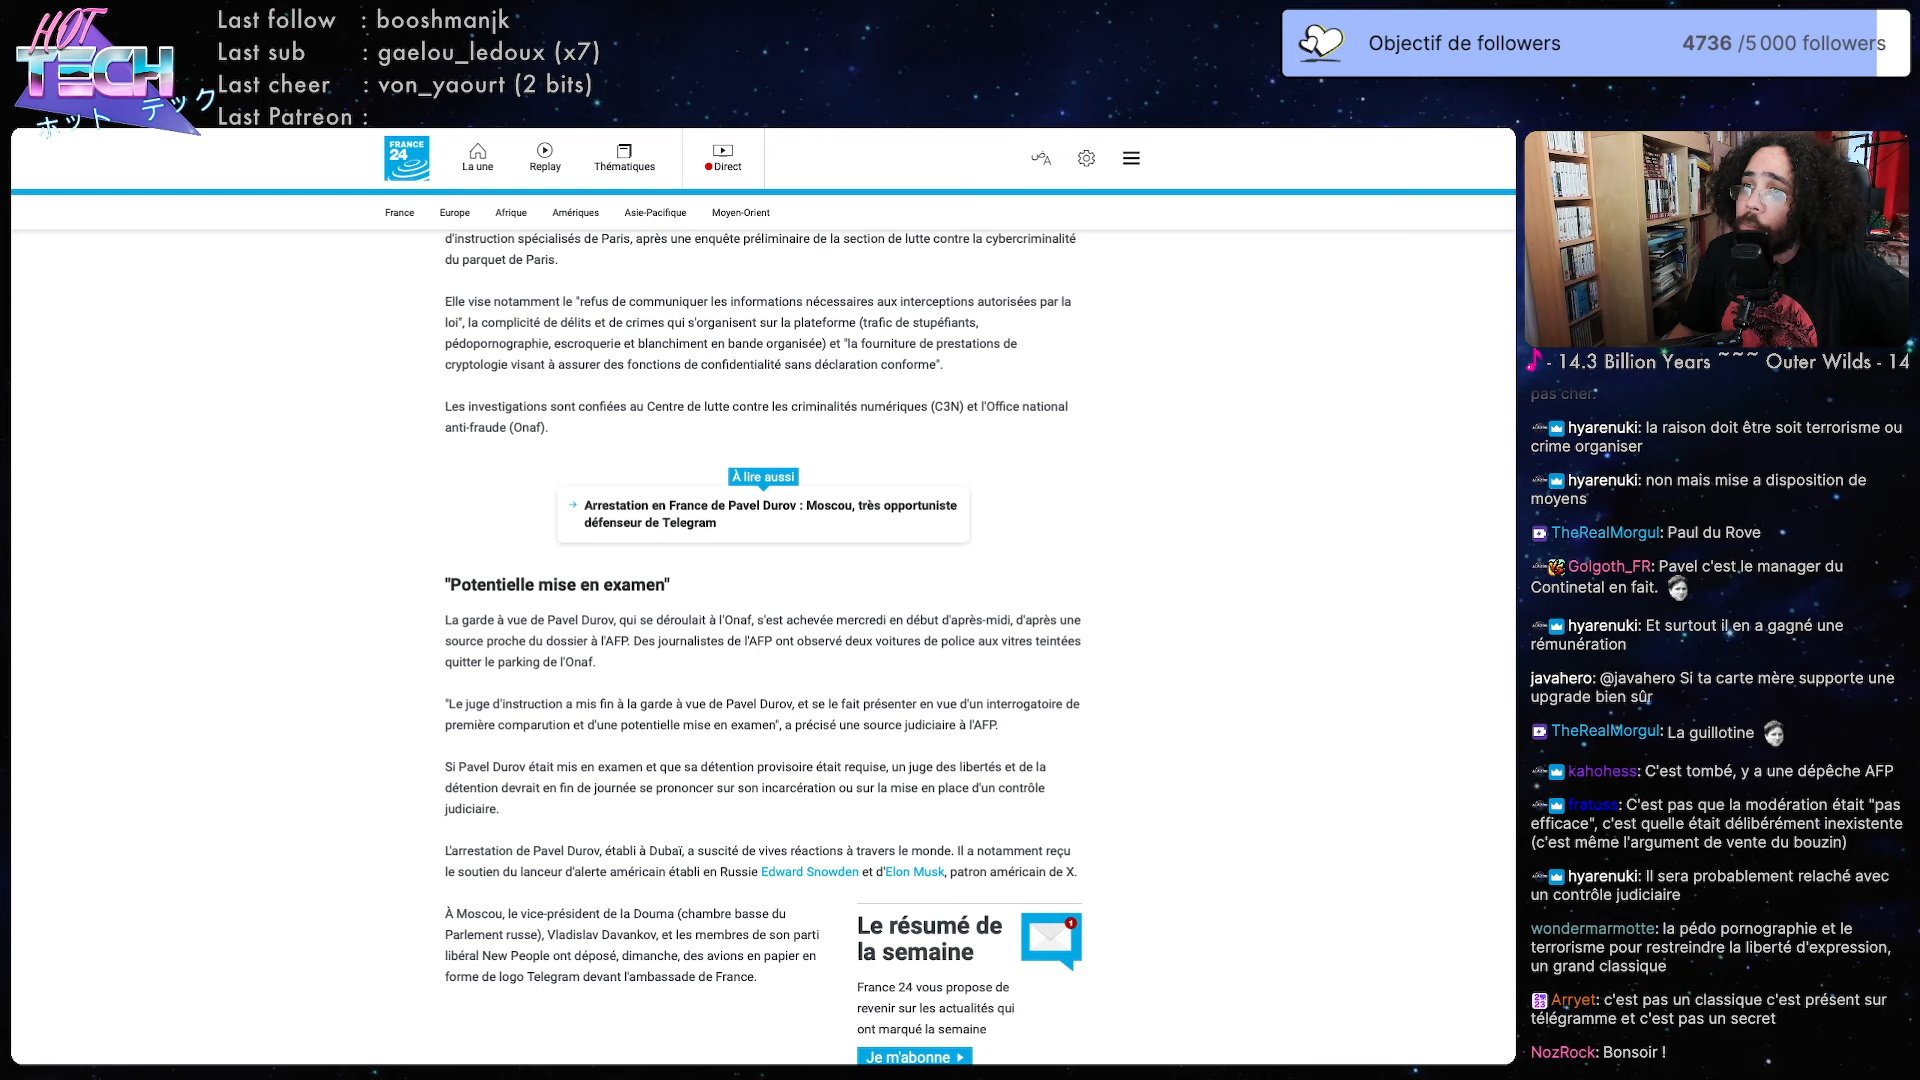 HOT
TECH
ホット テック
Last follow : booshmanjk
Last sub : gaelou_ledoux (x7)
Last cheer : von_yaourt (2 bits)
Last Patreon :
Objectif de followers
4736 /5 000 followers
FRANCE
24
La une
Replay
Thématiques
Direct
France
Europe
Afrique
Amériques
Asie-Pacifique
Moyen-Orient
d'instruction spécialisés de Paris, après une enquête préliminaire de la section de lutte contre la cybercriminalité
du parquet de Paris.
Elle vise notamment le "refus de communiquer les informations nécessaires aux interceptions autorisées par la
loi", la complicité de délits et de crimes qui s'organisent sur la plateforme (trafic de stupéfiants,
pédopornographie, escroquerie et blanchiment en bande organisée) et "la fourniture de prestations de
cryptologie visant à assurer des fonctions de confidentialité sans déclaration conforme".
Les investigations sont confiées au Centre de lutte contre les criminalités numériques (C3N) et l'Office national
anti-fraude (Onaf).
À lire aussi
Arrestation en France de Pavel Durov : Moscou, très opportuniste
défenseur de Telegram
"Potentielle mise en examen"
La garde à vue de Pavel Durov, qui se déroulait à l'Onaf, s'est achevée mercredi en début d'après-midi, d'après une
source proche du dossier à l'AFP. Des journalistes de l'AFP ont observé deux voitures de police aux vitres teintées
quitter le parking de l'Onaf.
"Le juge d'instruction a mis fin à la garde à vue de Pavel Durov, et se le fait présenter en vue d'un interrogatoire de
première comparution et d'une potentielle mise en examen", a précisé une source judiciaire à l'AFP.
Si Pavel Durov était mis en examen et que sa détention provisoire était requise, un juge des libertés et de la
détention devrait en fin de journée se prononcer sur son incarcération ou sur la mise en place d'un contrôle
judiciaire.
L'arrestation de Pavel Durov, établi à Dubaï, a suscité de vives réactions à travers le monde. Il a notamment reçu
le soutien du lanceur d'alerte américain établi en Russie Edward Snowden et d'Elon Musk, patron américain de X.
À Moscou, le vice-président de la Douma (chambre basse du
Parlement russe), Vladislav Davankov, et les membres de son parti
libéral New People ont déposé, dimanche, des avions en papier en
forme de logo Telegram devant l'ambassade de France.
Le résumé de
la semaine
1
France 24 vous propose de
revenir sur les actualités qui
ont marqué la semaine
Je m'abonne
- 14.3 Billion Years ~~~ Outer Wilds - 14
pas cher.
hyarenuki: la raison doit être soit terrorisme ou
crime organiser
hyarenuki: non mais mise a disposition de
moyens
TheRealMorgul: Paul du Rove
Golgoth_FR: Pavel c'est le manager du
Continetal en fait.
hyarenuki: Et surtout il en a gagné une
rémunération
javahero: @javahero Si ta carte mère supporte une
upgrade bien sûr
TheRealMorgul: La guillotine
kahohess: C'est tombé, y a une dépêche AFP
fratuss: C'est pas que la modération était "pas
efficace", c'est quelle était délibérément inexistente
(c'est même l'argument de vente du bouzin)
hyarenuki: Il sera probablement relaché avec
un contrôle judiciaire
wondermarmotte: la pédo pornographie et le
terrorisme pour restreindre la liberté d'expression,
un grand classique
Arryet: c'est pas un classique c'est présent sur
télégramme et c'est pas un secret
NozRock: Bonsoir !